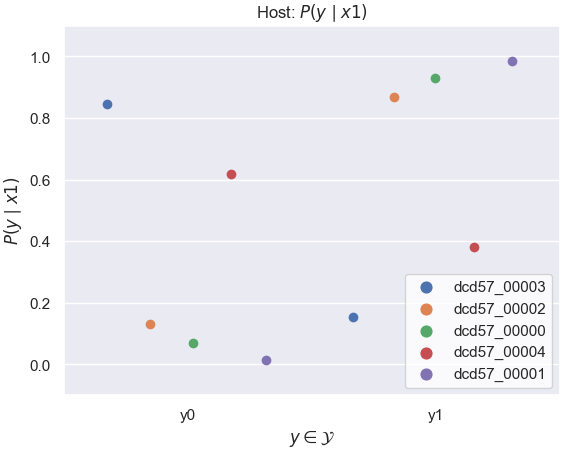 Host: P(y | x1)
P(y | x1)
1.0
0.8
0.6
0.4
0.2
0.0
dcd57_00003
dcd57_00002
dcd57_00000
dcd57_00004
dcd57_00001
y0 y1
y ∈ 𝒴